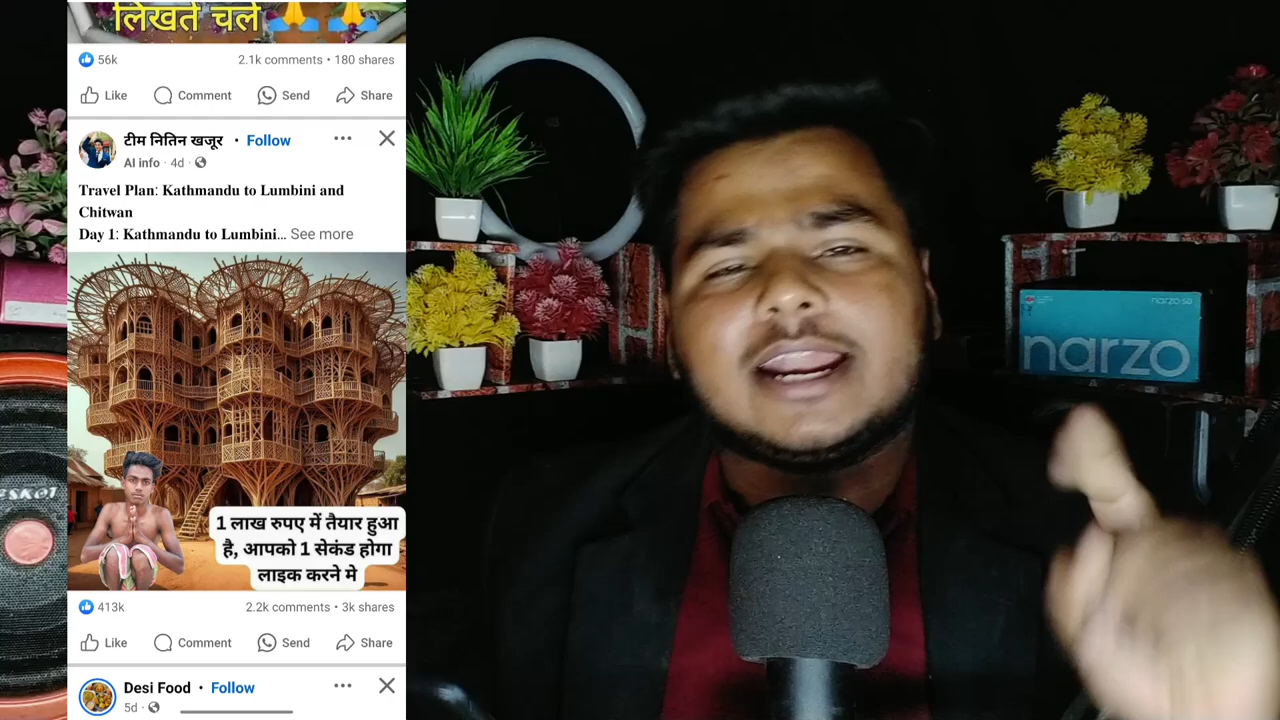 लिखते चले 🙏 🙏
56k 2.1k comments • 180 shares
Like Comment Send Share
टीम नितिन खजूर • Follow
AI info · 4d ·
Travel Plan: Kathmandu to Lumbini and
Chitwan
Day 1: Kathmandu to Lumbini... See more
1 लाख रुपए में तैयार हुआ
है, आपको 1 सेकंड होगा
लाइक करने मे
413k 2.2k comments • 3k shares
Like Comment Send Share
Desi Food • Follow
5d ·
narzo 50
narzo